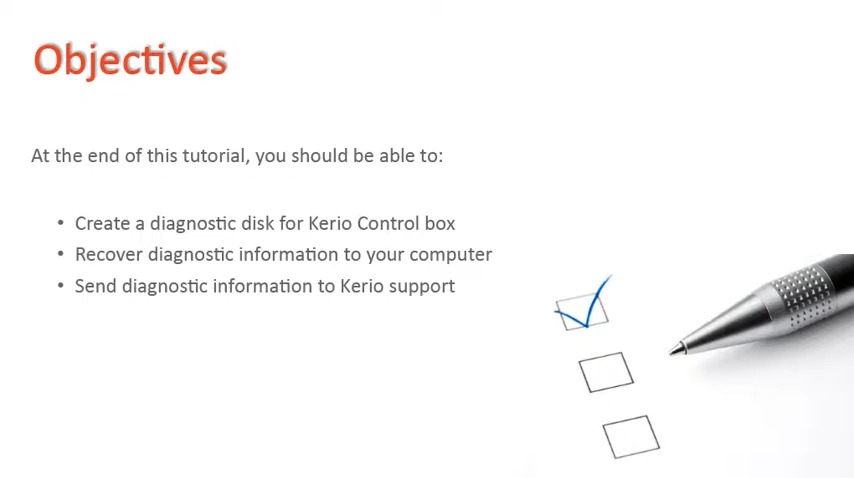 Objectives
At the end of this tutorial, you should be able to:
• Create a diagnostic disk for Kerio Control box
• Recover diagnostic information to your computer
• Send diagnostic information to Kerio support